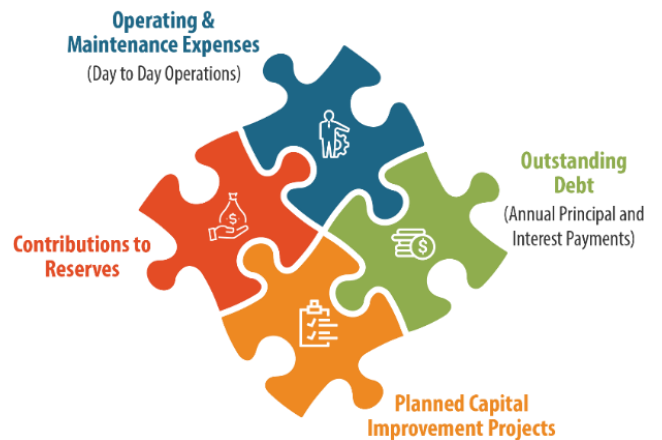 Operating &
Maintenance Expenses
(Day to Day Operations)
Outstanding
Debt
(Annual Principal and
Interest Payments)
Contributions to
Reserves
$
$
Planned Capital
Improvement Projects